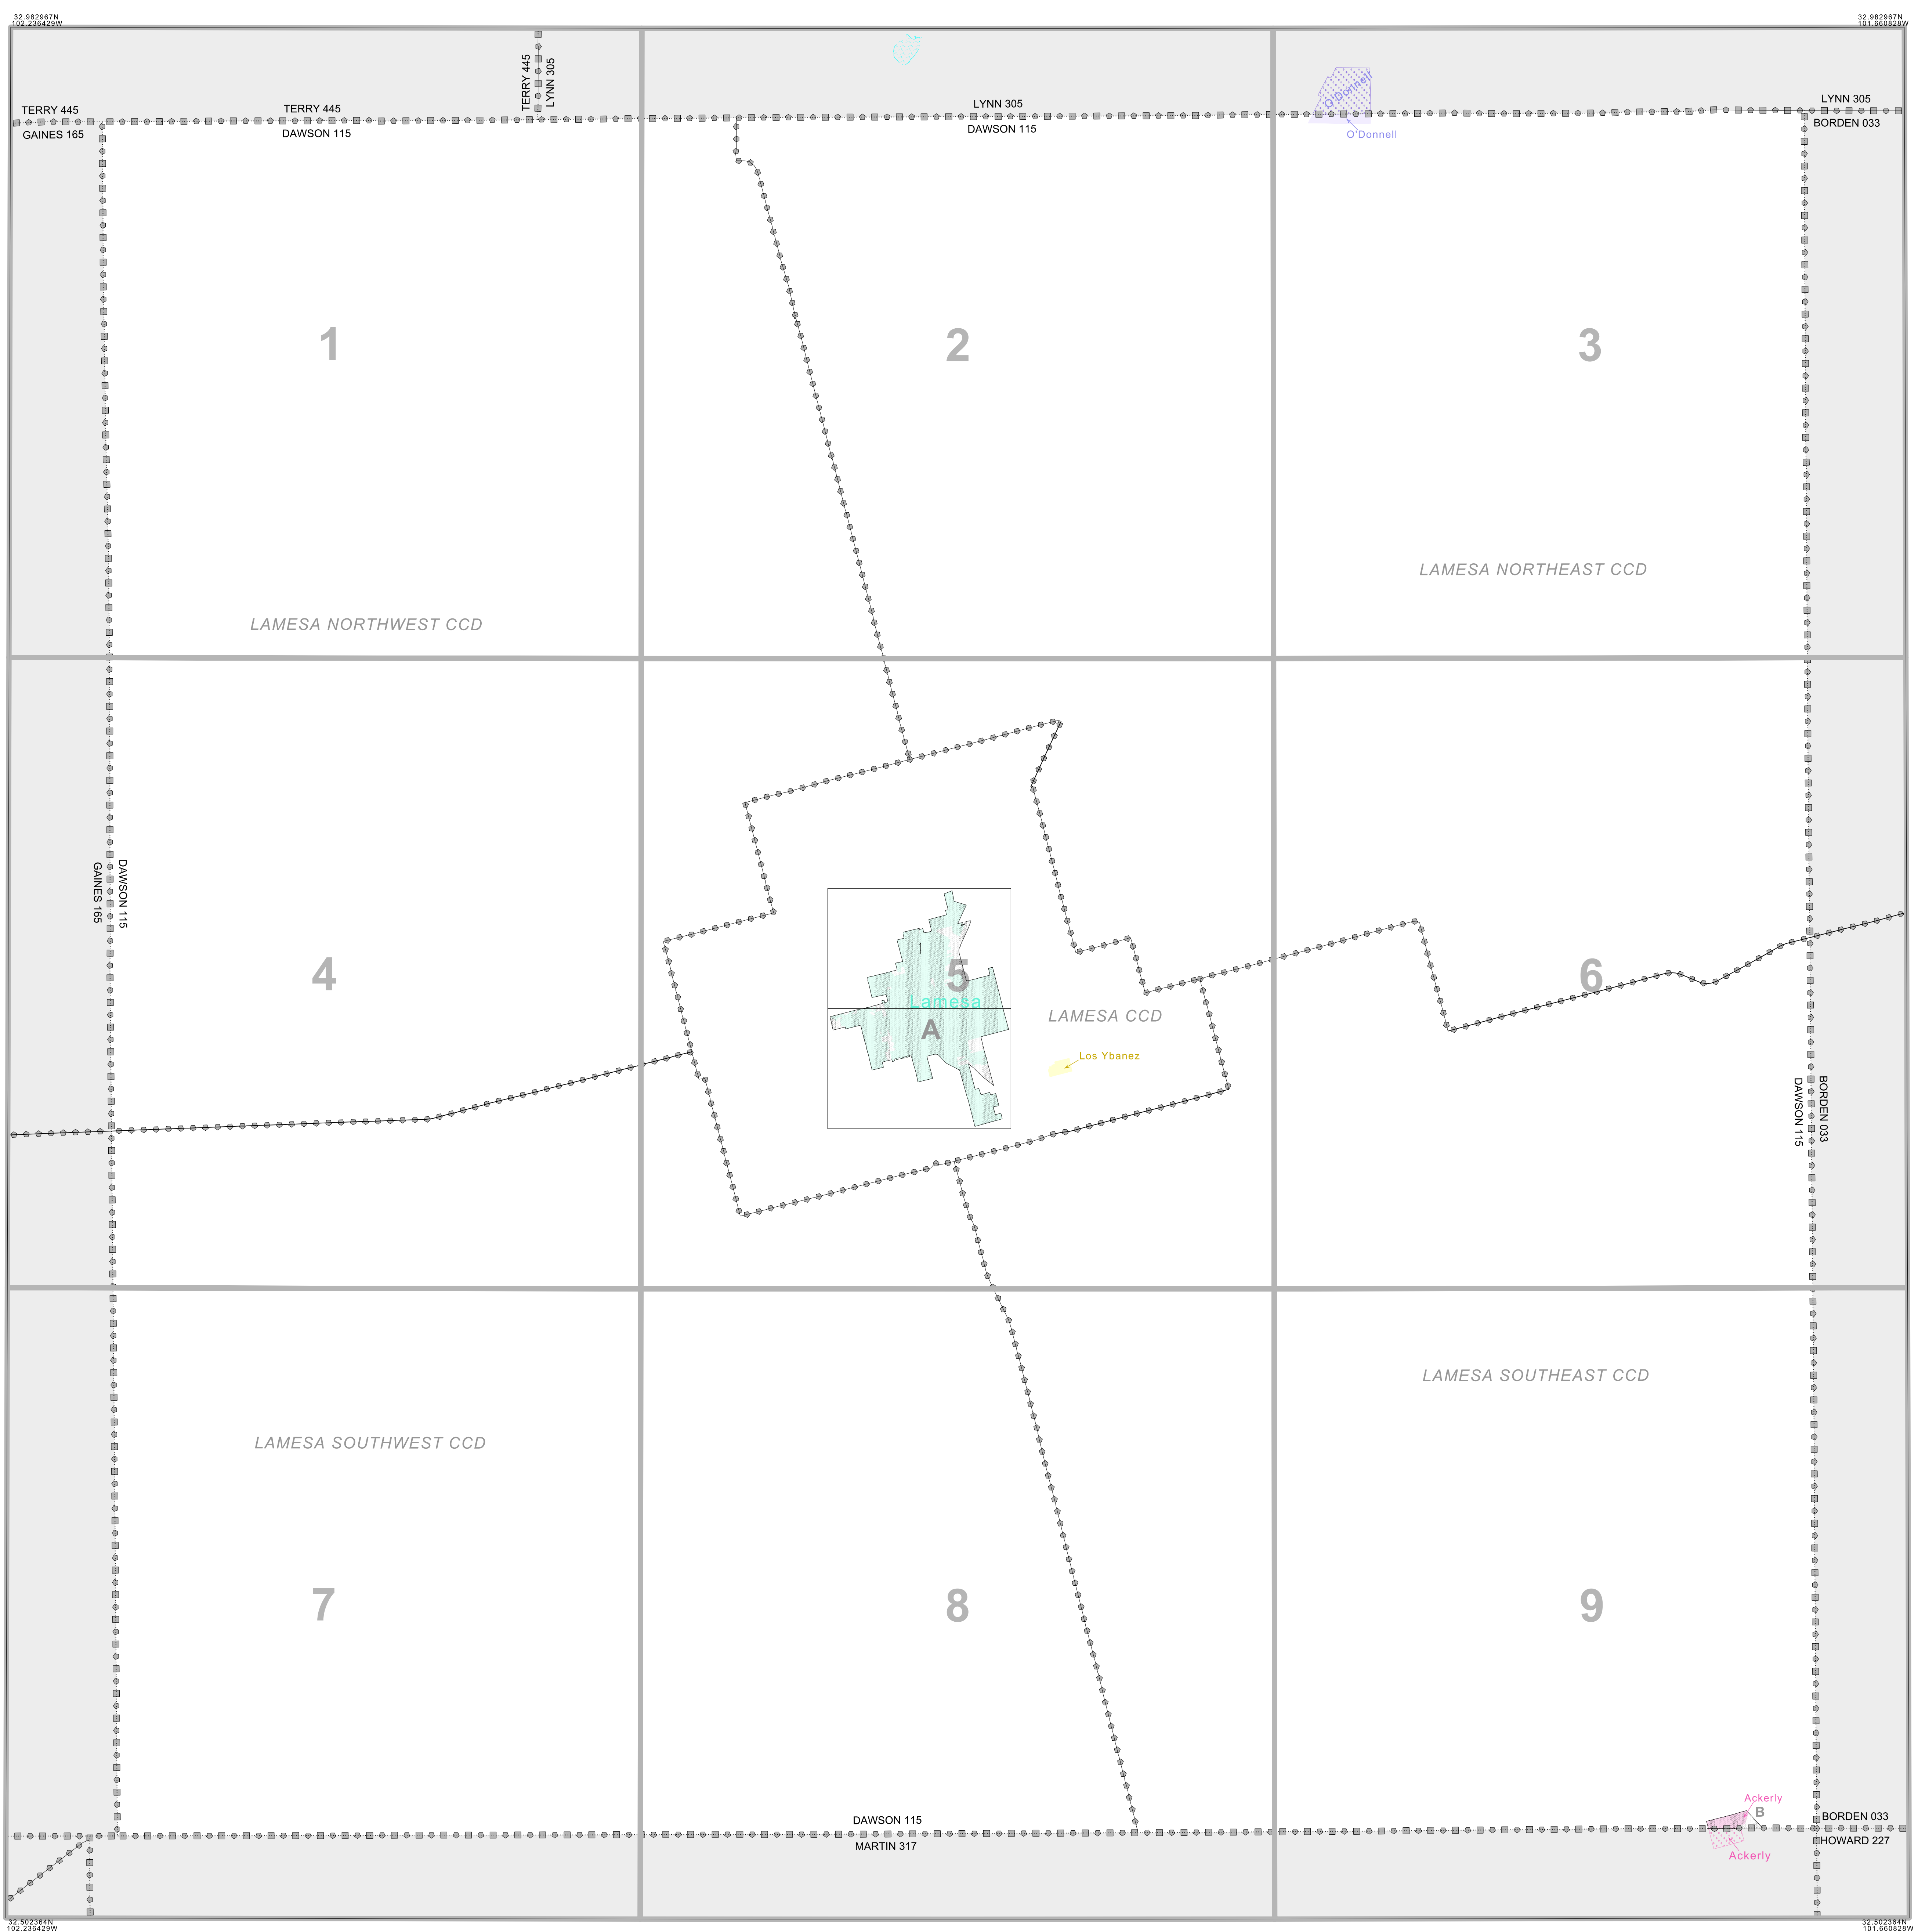 32.982967N
102.236429W
32.982967N
101.660828W
TERRY 445
LYNN 305
TERRY 445
GAINES 165
TERRY 445
DAWSON 115
LYNN 305
DAWSON 115
O'Donnell
O'Donnell
LYNN 305
BORDEN 033
1
2
3
LAMESA NORTHEAST CCD
LAMESA NORTHWEST CCD
GAINES 165
DAWSON 115
4
1
5
Lamesa
A
LAMESA CCD
Los Ybanez
6
DAWSON 115
BORDEN 033
LAMESA SOUTHEAST CCD
LAMESA SOUTHWEST CCD
7
8
9
DAWSON 115
MARTIN 317
Ackerly
B
Ackerly
BORDEN 033
HOWARD 227
32.502364N
102.236429W
32.502364N
101.660828W